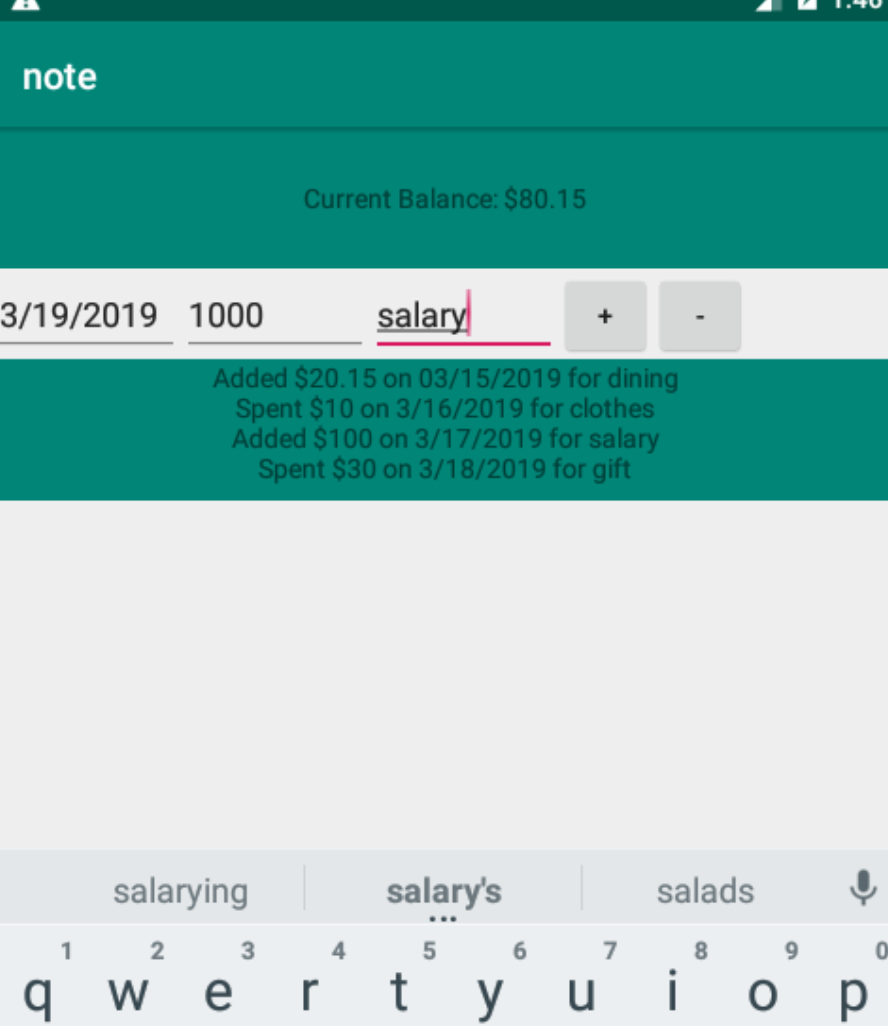 1:46
note
Current Balance: $80.15
3/19/2019 1000 salary + -
Added $20.15 on 03/15/2019 for dining
Spent $10 on 3/16/2019 for clothes
Added $100 on 3/17/2019 for salary
Spent $30 on 3/18/2019 for gift
salarying salary's salads
1 2 3 4 5 6 7 8 9 0
q w e r t y u i o p